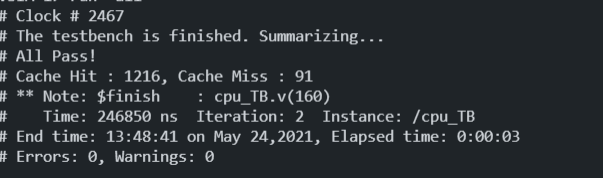 # Clock # 2467
# The testbench is finished. Summarizing...
# All Pass!
# Cache Hit : 1216, Cache Miss : 91
# ** Note: $finish    : cpu_TB.v(160)
#    Time: 246850 ns  Iteration: 2  Instance: /cpu_TB
# End time: 13:48:41 on May 24,2021, Elapsed time: 0:00:03
# Errors: 0, Warnings: 0